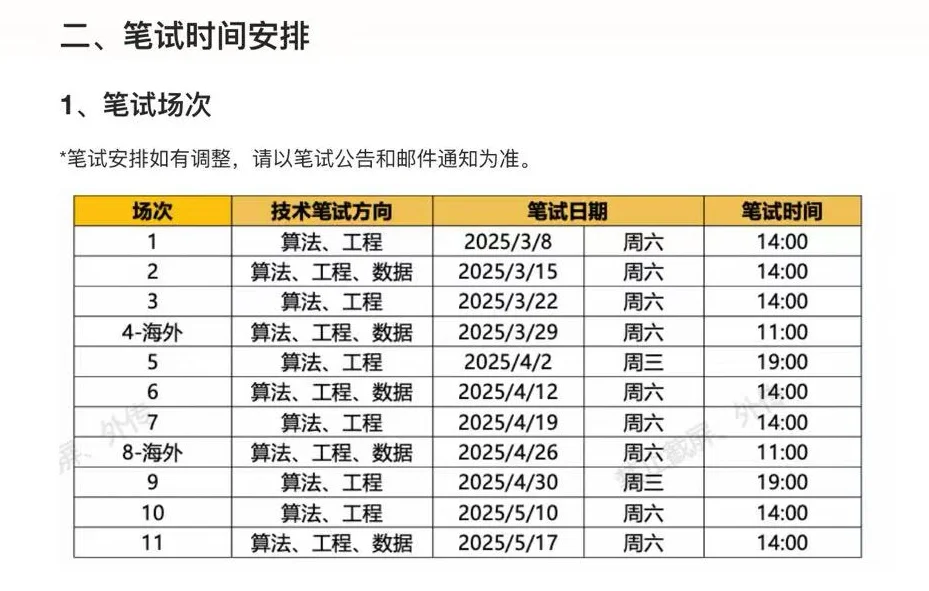 二、笔试时间安排
1、笔试场次
*笔试安排如有调整，请以笔试公告和邮件通知为准。
场次 技术笔试方向 笔试日期 笔试时间
1 算法、工程 2025/3/8 周六 14:00
2 算法、工程、数据 2025/3/15 周六 14:00
3 算法、工程 2025/3/22 周六 14:00
4-海外 算法、工程、数据 2025/3/29 周六 11:00
5 算法、工程 2025/4/2 周三 19:00
6 算法、工程、数据 2025/4/12 周六 14:00
7 算法、工程 2025/4/19 周六 14:00
8-海外 算法、工程、数据 2025/4/26 周六 11:00
9 算法、工程 2025/4/30 周三 19:00
10 算法、工程 2025/5/10 周六 14:00
11 算法、工程、数据 2025/5/17 周六 14:00
屏、外传
截屏、外传